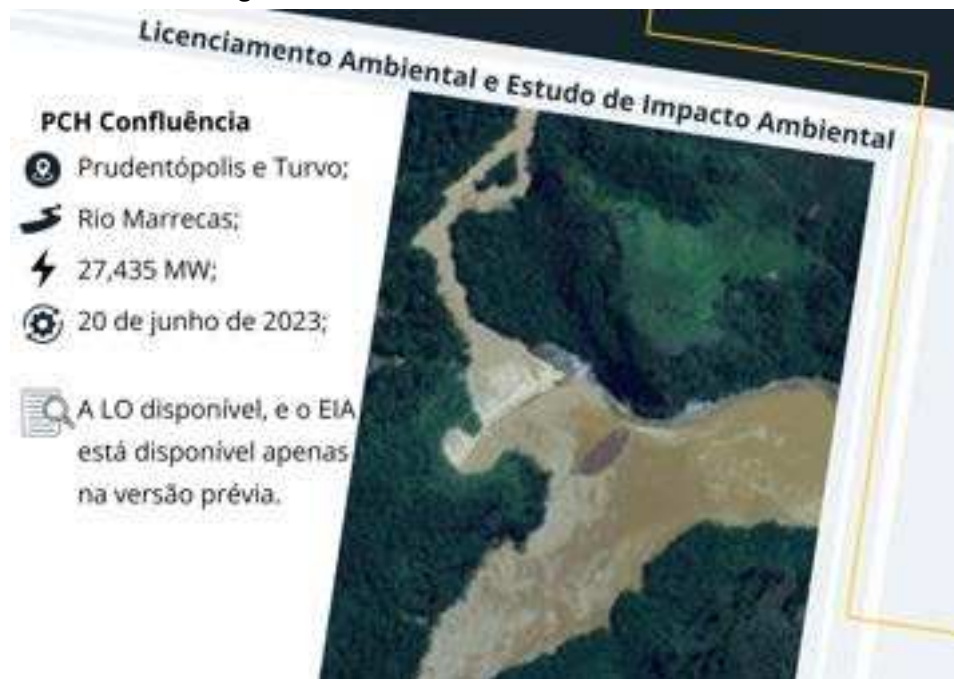 Licenciamento Ambiental e Estudo de Impacto Ambiental
PCH Confluência
Prudentópolis e Turvo;
Rio Marrecas;
27,435 MW;
20 de junho de 2023;
A LO disponível, e o EIA
está disponível apenas
na versão prévia.